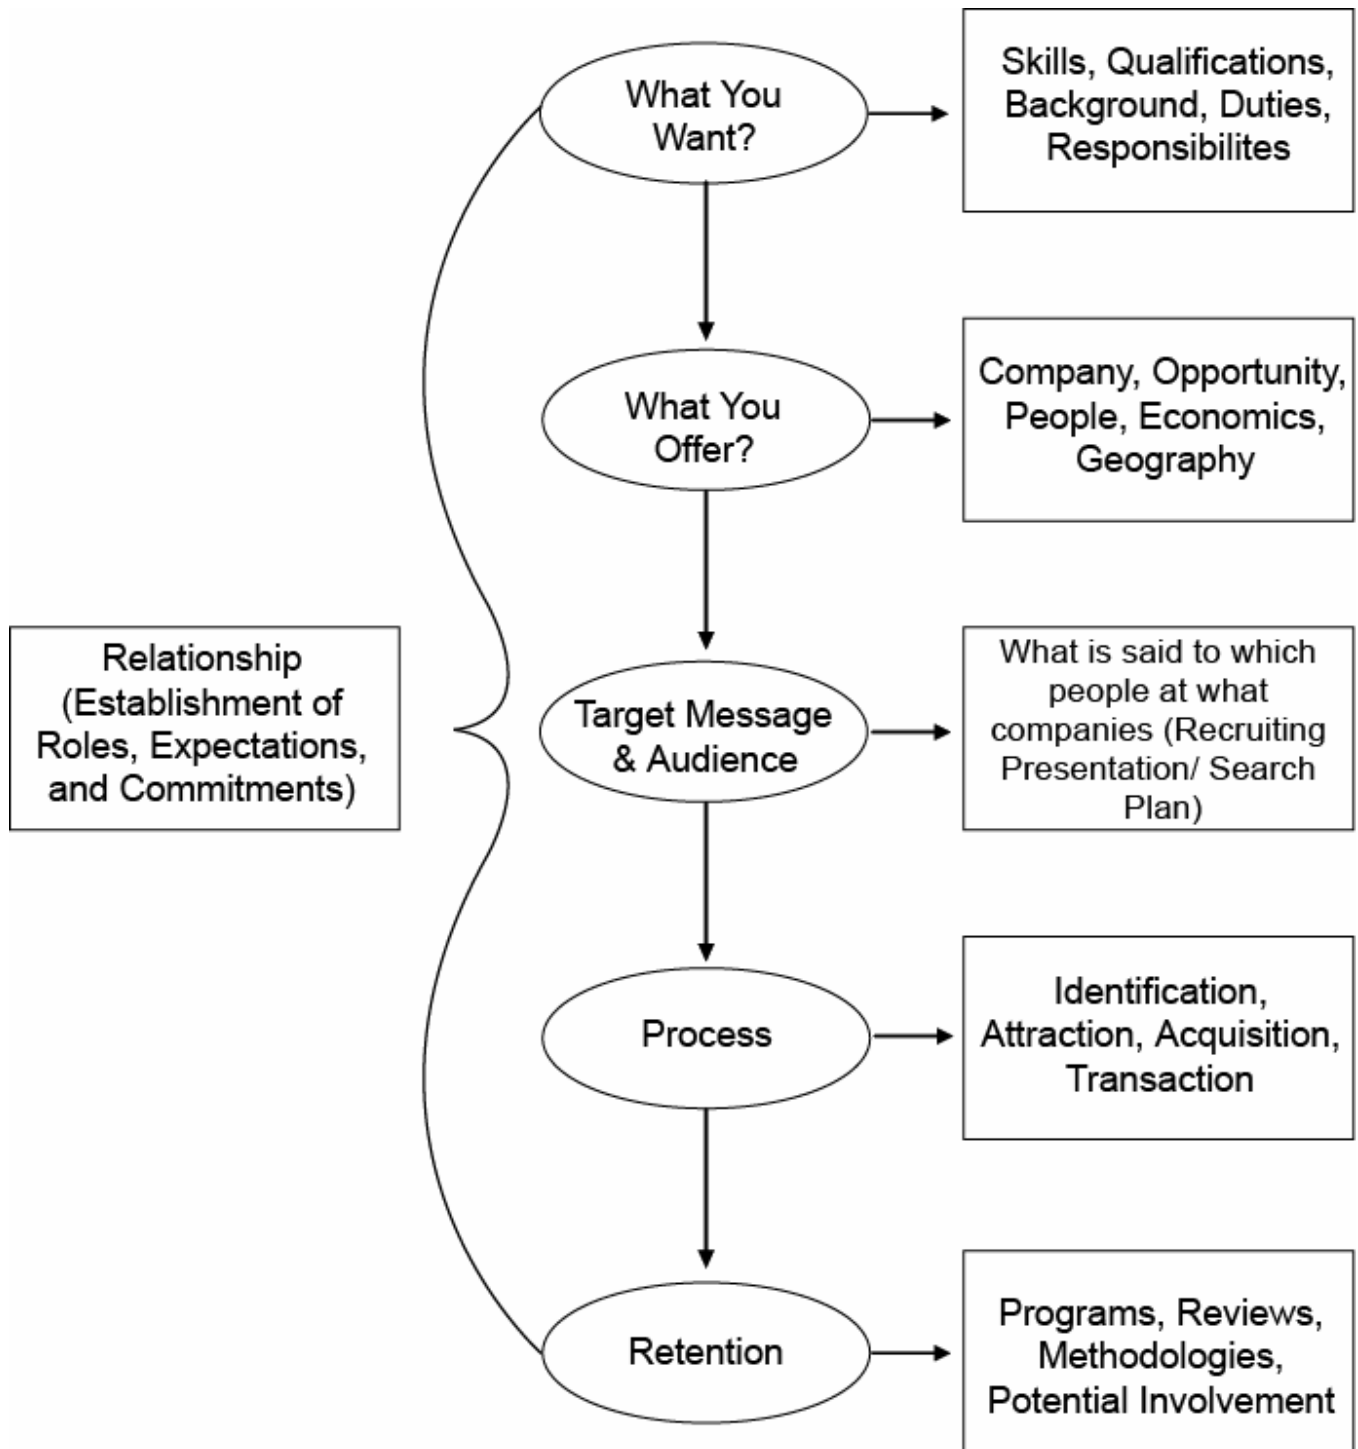 What You
Want?
Skills, Qualifications,
Background, Duties,
Responsibilites
What You
Offer?
Company, Opportunity,
People, Economics,
Geography
Relationship
(Establishment of
Roles, Expectations,
and Commitments)
Target Message
& Audience
What is said to which
people at what
companies (Recruiting
Presentation/ Search
Plan)
Process
Identification,
Attraction, Acquisition,
Transaction
Retention
Programs, Reviews,
Methodologies,
Potential Involvement